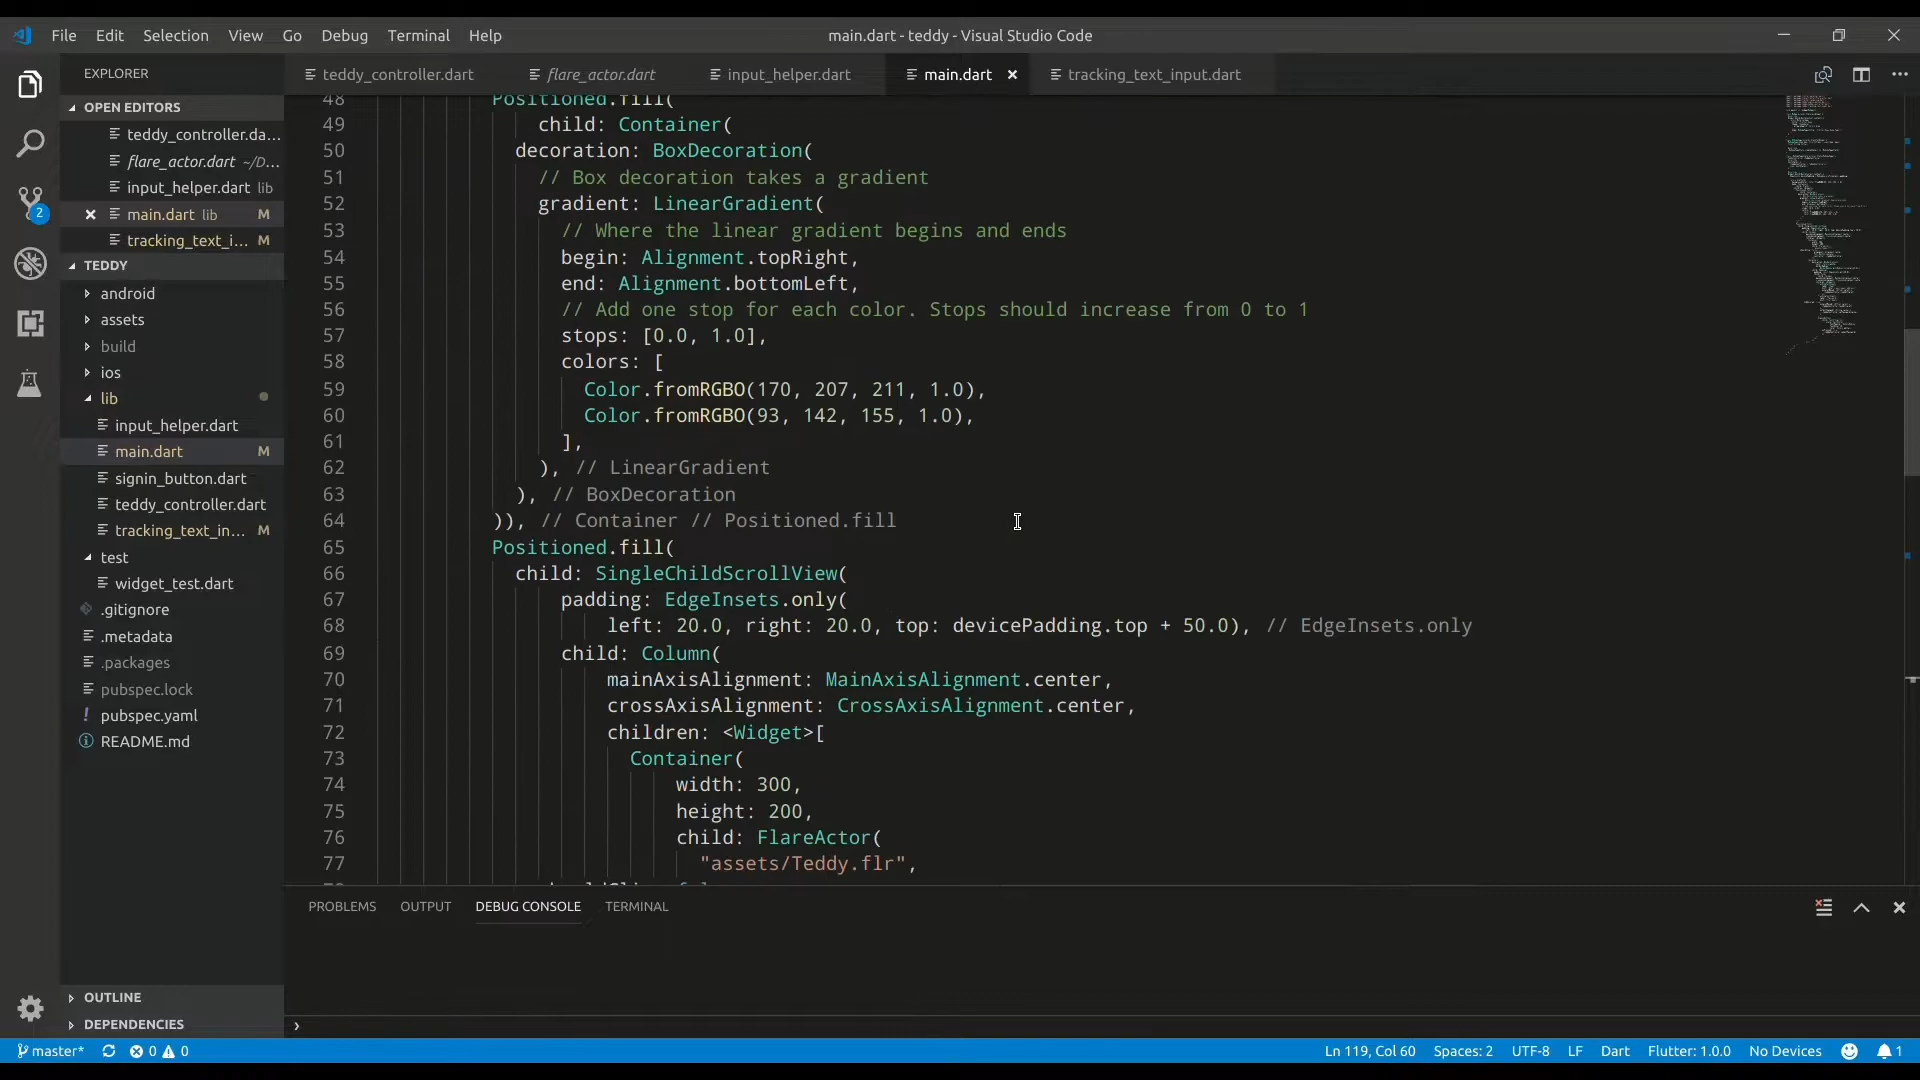 File Edit Selection View Go Debug Terminal Help
main.dart - teddy - Visual Studio Code
EXPLORER
OPEN EDITORS
teddy_controller.da...
flare_actor.dart ~/D...
input_helper.dart lib
main.dart lib M
tracking_text_i... M
TEDDY
android
assets
build
ios
lib
input_helper.dart
main.dart M
signin_button.dart
teddy_controller.dart
tracking_text_in... M
test
widget_test.dart
.gitignore
.metadata
.packages
pubspec.lock
! pubspec.yaml
README.md
OUTLINE
DEPENDENCIES
2
teddy_controller.dart flare_actor.dart input_helper.dart main.dart tracking_text_input.dart
48 Positioned.fill(
49 child: Container(
50 decoration: BoxDecoration(
51 // Box decoration takes a gradient
52 gradient: LinearGradient(
53 // Where the linear gradient begins and ends
54 begin: Alignment.topRight,
55 end: Alignment.bottomLeft,
56 // Add one stop for each color. Stops should increase from 0 to 1
57 stops: [0.0, 1.0],
58 colors: [
59 Color.fromRGBO(170, 207, 211, 1.0),
60 Color.fromRGBO(93, 142, 155, 1.0),
61 ],
62 ), // LinearGradient
63 ), // BoxDecoration
64 )), // Container // Positioned.fill
65 Positioned.fill(
66 child: SingleChildScrollView(
67 padding: EdgeInsets.only(
68 left: 20.0, right: 20.0, top: devicePadding.top + 50.0), // EdgeInsets.only
69 child: Column(
70 mainAxisAlignment: MainAxisAlignment.center,
71 crossAxisAlignment: CrossAxisAlignment.center,
72 children: <Widget>[
73 Container(
74 width: 300,
75 height: 200,
76 child: FlareActor(
77 "assets/Teddy.flr",
PROBLEMS OUTPUT DEBUG CONSOLE TERMINAL
master* 0 0 Ln 119, Col 60 Spaces: 2 UTF-8 LF Dart Flutter: 1.0.0 No Devices 1